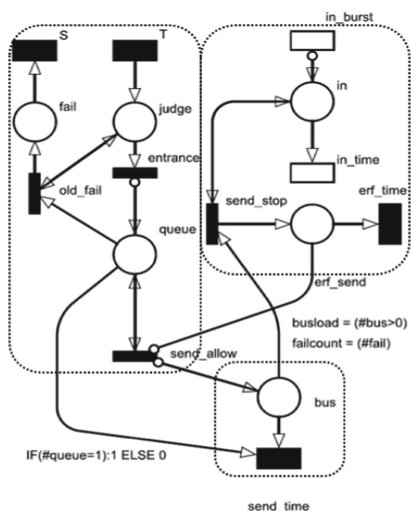 in_burst
S
T
fail
judge
in
entrance
in_time
old_fail
erf_time
send_stop
queue
erf_send
busload = (#bus>0)
failcount = (#fail)
send_allow
bus
IF(#queue=1):1 ELSE 0
send_time